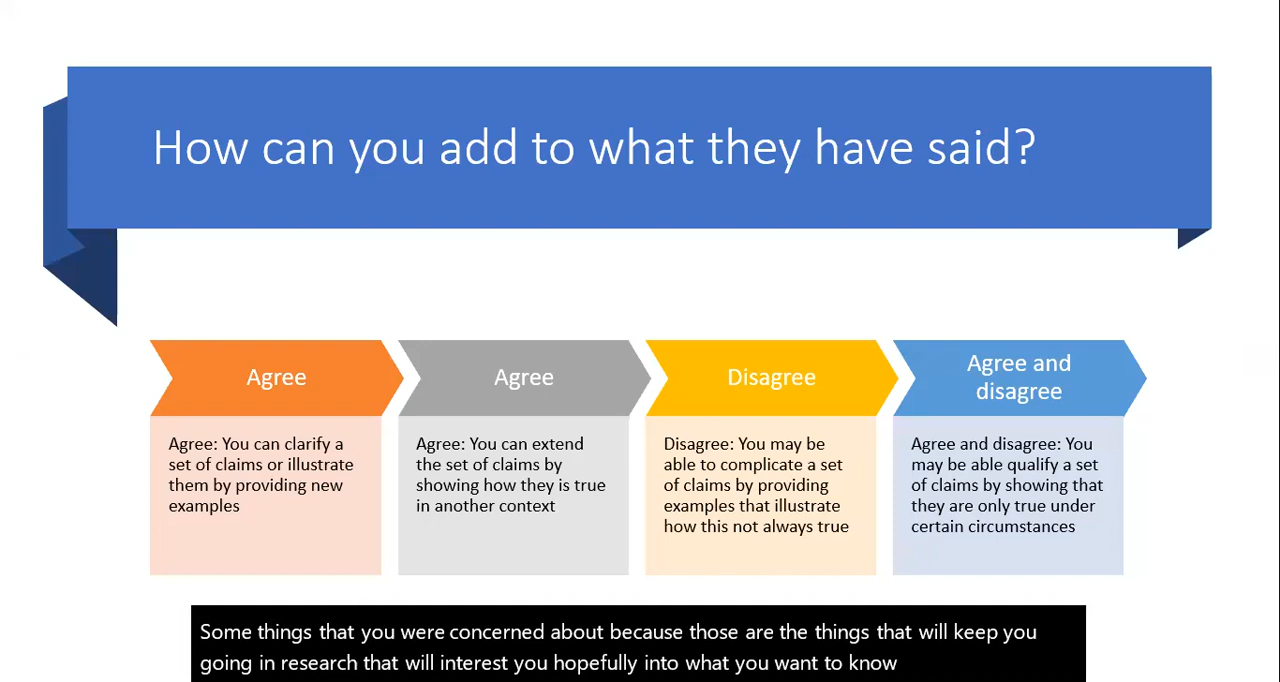 How can you add to what they have said?
Agree
Agree: You can clarify a
set of claims or illustrate
them by providing new
examples
Agree
Agree: You can extend
the set of claims by
showing how they is true
in another context
Disagree
Disagree: You may be
able to complicate a set
of claims by providing
examples that illustrate
how this not always true
Agree and
disagree
Agree and disagree: You
may be able qualify a set
of claims by showing that
they are only true under
certain circumstances
Some things that you were concerned about because those are the things that will keep you
going in research that will interest you hopefully into what you want to know